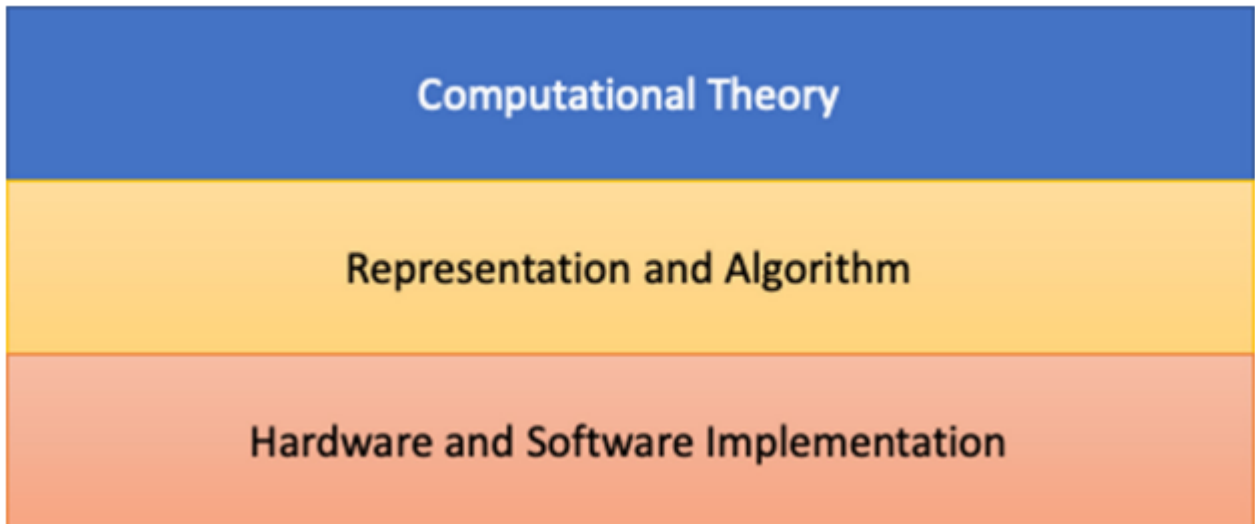 Computational Theory
Representation and Algorithm
Hardware and Software Implementation